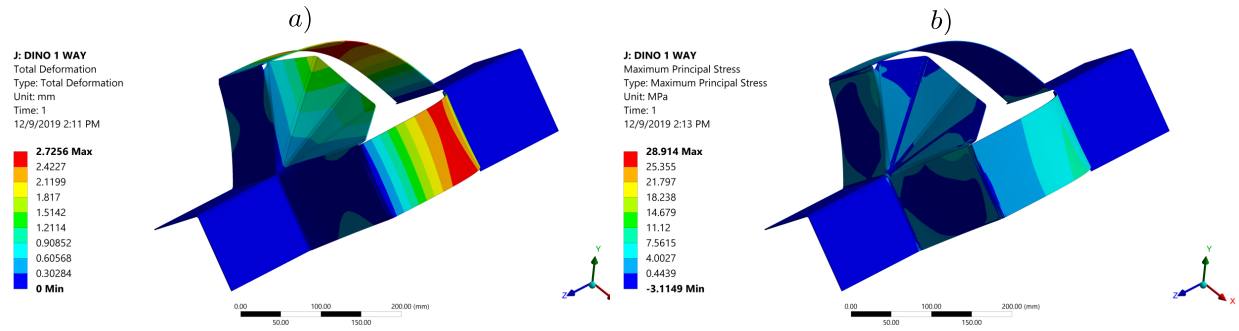 a)
J: DINO 1 WAY
Total Deformation
Type: Total Deformation
Unit: mm
Time: 1
12/9/2019 2:11 PM
2.7256 Max
2.4227
2.1199
1.817
1.5142
1.2114
0.90852
0.60568
0.30284
0 Min
0.00 100.00 200.00 (mm)
50.00 150.00
Y
Z
b)
J: DINO 1 WAY
Maximum Principal Stress
Type: Maximum Principal Stress
Unit: MPa
Time: 1
12/9/2019 2:13 PM
28.914 Max
25.355
21.797
18.238
14.679
11.12
7.5615
4.0027
0.4439
-3.1149 Min
0.00 100.00 200.00 (mm)
50.00 150.00
Y
Z
X